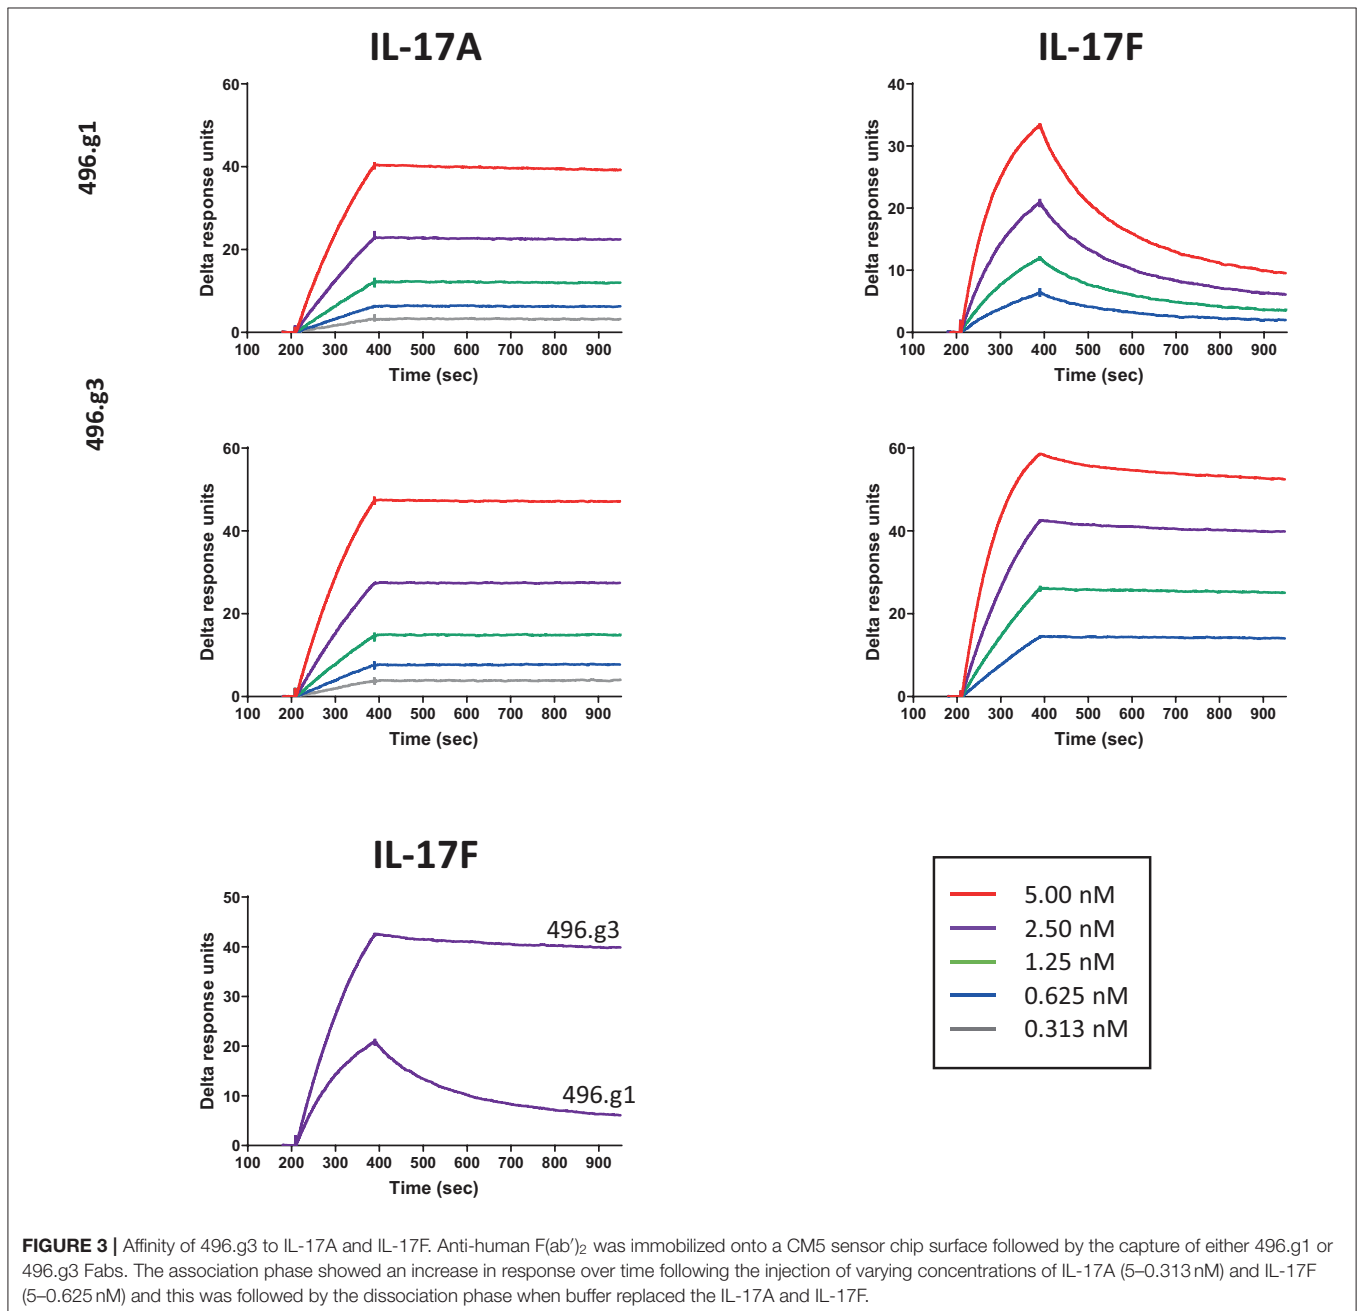 IL-17A
IL-17F
496.g1
60
40
20
0
Delta response units
100 200 300 400 500 600 700 800 900
Time (sec)
40
30
20
10
0
Delta response units
100 200 300 400 500 600 700 800 900
Time (sec)
496.g3
60
40
20
0
Delta response units
100 200 300 400 500 600 700 800 900
Time (sec)
60
40
20
0
Delta response units
100 200 300 400 500 600 700 800 900
Time (sec)
IL-17F
50
40
30
20
10
0
Delta response units
496.g3
496.g1
100 200 300 400 500 600 700 800 900
Time (sec)
5.00 nM
2.50 nM
1.25 nM
0.625 nM
0.313 nM
FIGURE 3 | Affinity of 496.g3 to IL-17A and IL-17F. Anti-human F(ab′)₂ was immobilized onto a CM5 sensor chip surface followed by the capture of either 496.g1 or
496.g3 Fabs. The association phase showed an increase in response over time following the injection of varying concentrations of IL-17A (5–0.313 nM) and IL-17F
(5–0.625 nM) and this was followed by the dissociation phase when buffer replaced the IL-17A and IL-17F.